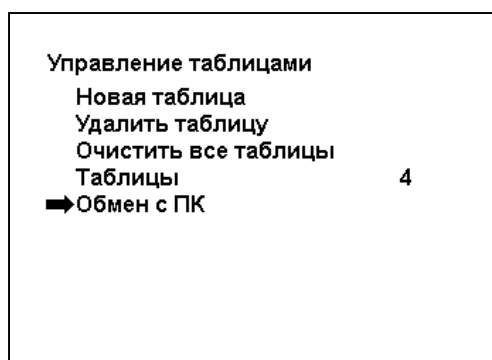 Управление таблицами
Новая таблица
Удалить таблицу
Очистить все таблицы
Таблицы 4
Обмен с ПК